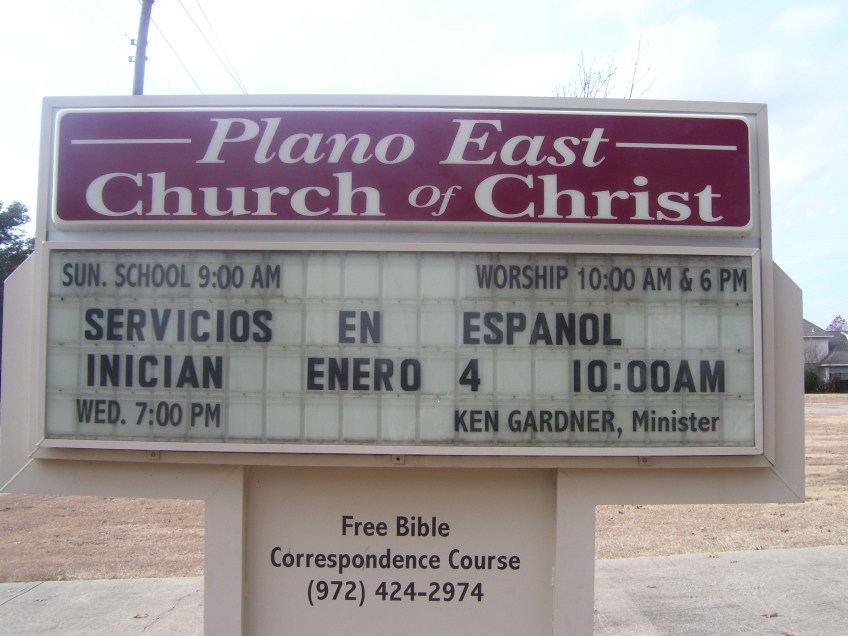 Plano East
Church Of Christ
SUN. SCHOOL 9:00 AM WORSHIP 10:00 AM & 6 PM
SERVICIOS EN ESPANOL
INICIAN ENERO 4 10:00AM
WED. 7:00 PM KEN GARDNER, Minister
Free Bible
Correspondence Course
(972) 424-2974